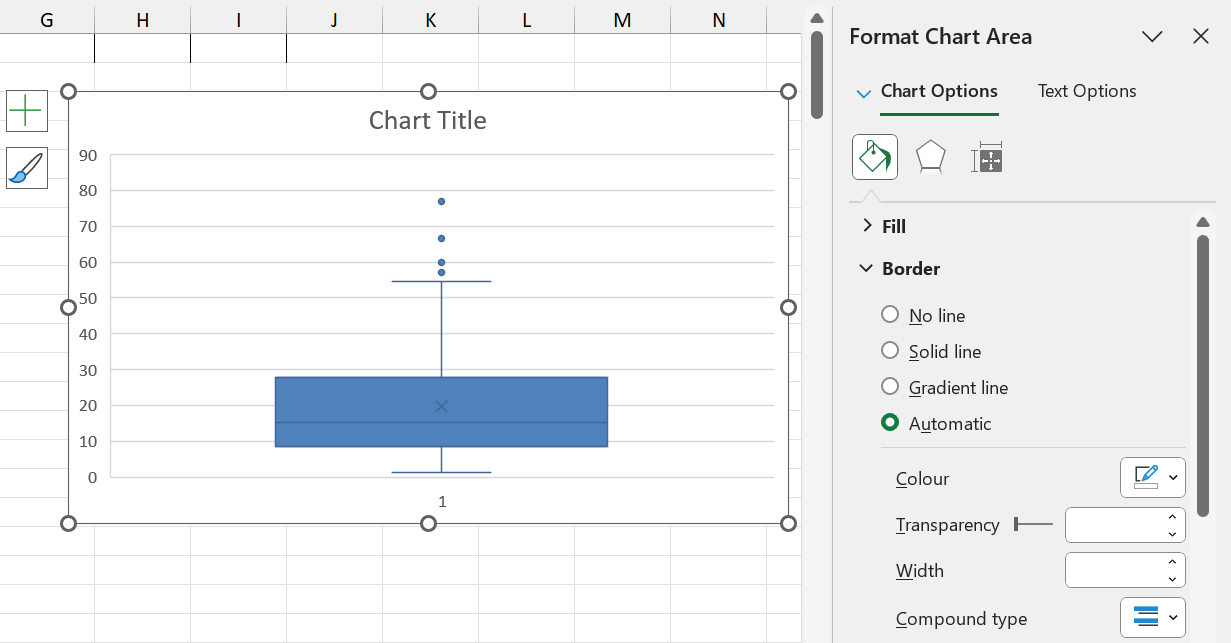 G H I J K L M N
Chart Title
90
80
70
60
50
40
30
20
10
0
1
Format Chart Area
Chart Options Text Options
Fill
Border
No line
Solid line
Gradient line
Automatic
Colour
Transparency
Width
Compound type